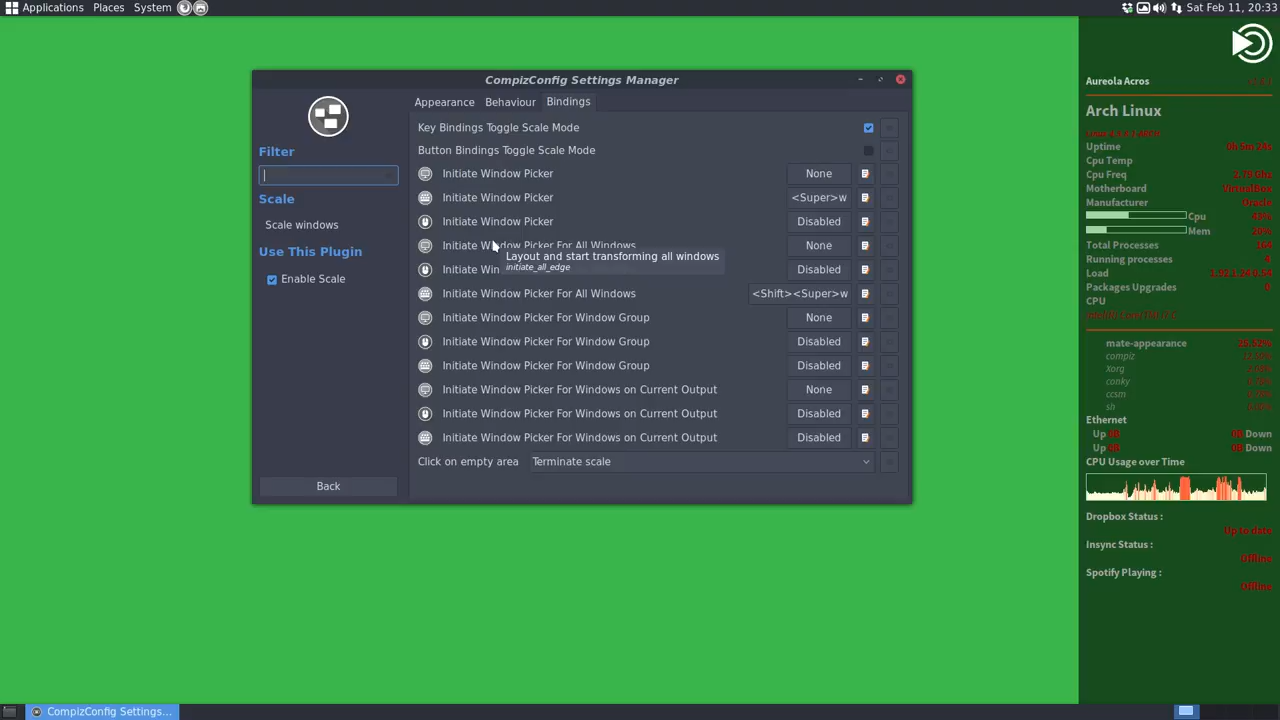 Applications Places System
Sat Feb 11, 20:33
CompizConfig Settings Manager
Filter
Scale
Scale windows
Use This Plugin
Enable Scale
Back
Appearance Behaviour Bindings
Key Bindings Toggle Scale Mode
Button Bindings Toggle Scale Mode
Initiate Window Picker None
Initiate Window Picker <Super>w
Initiate Window Picker Disabled
Initiate Window Picker For All Windows None
Layout and start transforming all windows
initiate_all_edge
Initiate Disabled
Initiate Window Picker For All Windows <Shift><Super>w
Initiate Window Picker For Window Group None
Initiate Window Picker For Window Group Disabled
Initiate Window Picker For Window Group Disabled
Initiate Window Picker For Windows on Current Output None
Initiate Window Picker For Windows on Current Output Disabled
Initiate Window Picker For Windows on Current Output Disabled
Click on empty area Terminate scale
Aureola Acros
Arch Linux
Uptime
Cpu Temp
Cpu Freq
Motherboard VirtualBox
Manufacturer Oracle
Cpu
Mem
Total Processes
Running processes
Load
Packages Upgrades
CPU
mate-appearance
compiz
Xorg
conky
ccsm
sh
Ethernet
Up Down
Up Down
CPU Usage over Time
Dropbox Status :
Up to date
Insync Status :
Offline
Spotify Playing :
Offline
CompizConfig Settings...